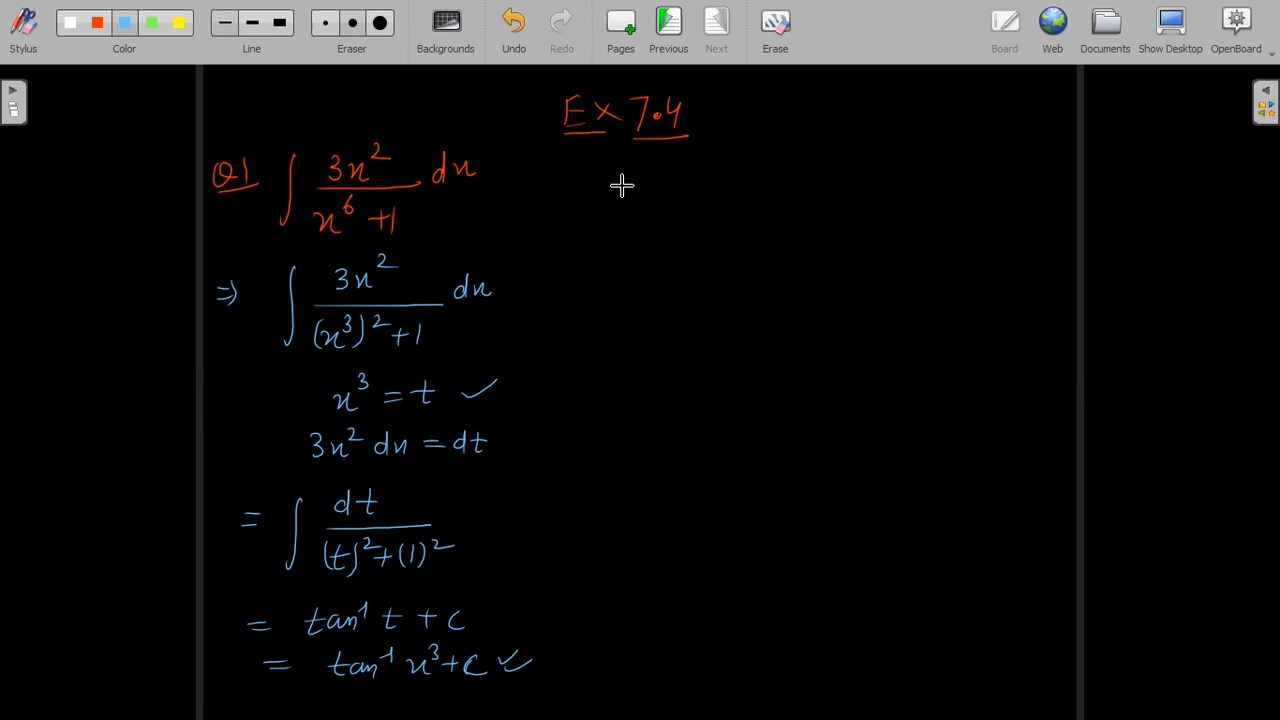 Stylus Color Line Eraser Backgrounds Undo Redo Pages Previous Next Erase Board Web Documents Show Desktop OpenBoard
Ex 7.4
Q1 ∫ 3x² / (x⁶ + 1) dx
⇒ ∫ 3x² / ((x³)² + 1) dx
x³ = t ✓
3x² dx = dt
= ∫ dt / ((t)² + (1)²)
= tan⁻¹ t + c
= tan⁻¹ x³ + c ✓